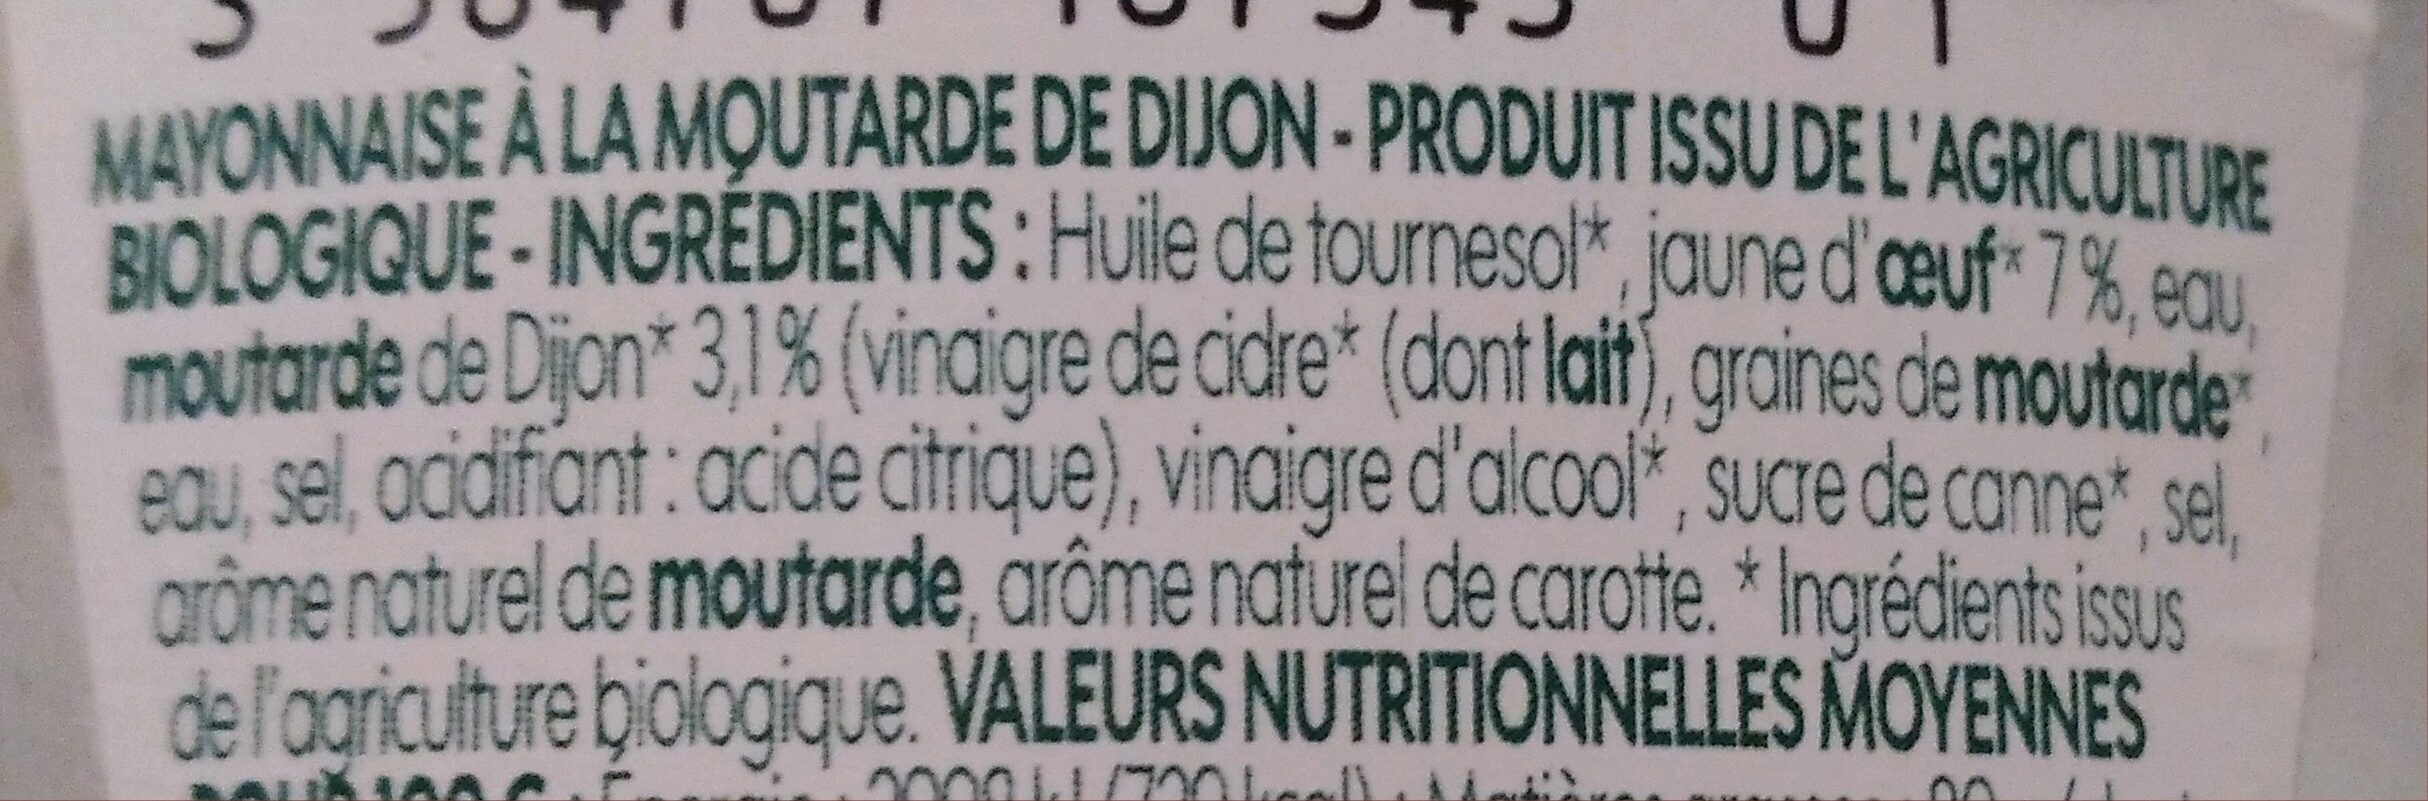 MAYONNAISE À LA MOUTARDE DE DIJON - PRODUIT ISSU DE L'AGRICULTURE
BIOLOGIQUE - INGRÉDIENTS : Huile de tournesol*, jaune d'œuf* 7 %, eau,
moutarde de Dijon* 3,1% (vinaigre de cidre* (dont lait), graines de moutarde*,
eau, sel, acidifiant : acide citrique), vinaigre d'alcool*, sucre de canne*, sel,
arôme naturel de moutarde, arôme naturel de carotte. * Ingrédients issus
de l'agriculture biologique. VALEURS NUTRITIONNELLES MOYENNES
POUR 100 G : Énergie :